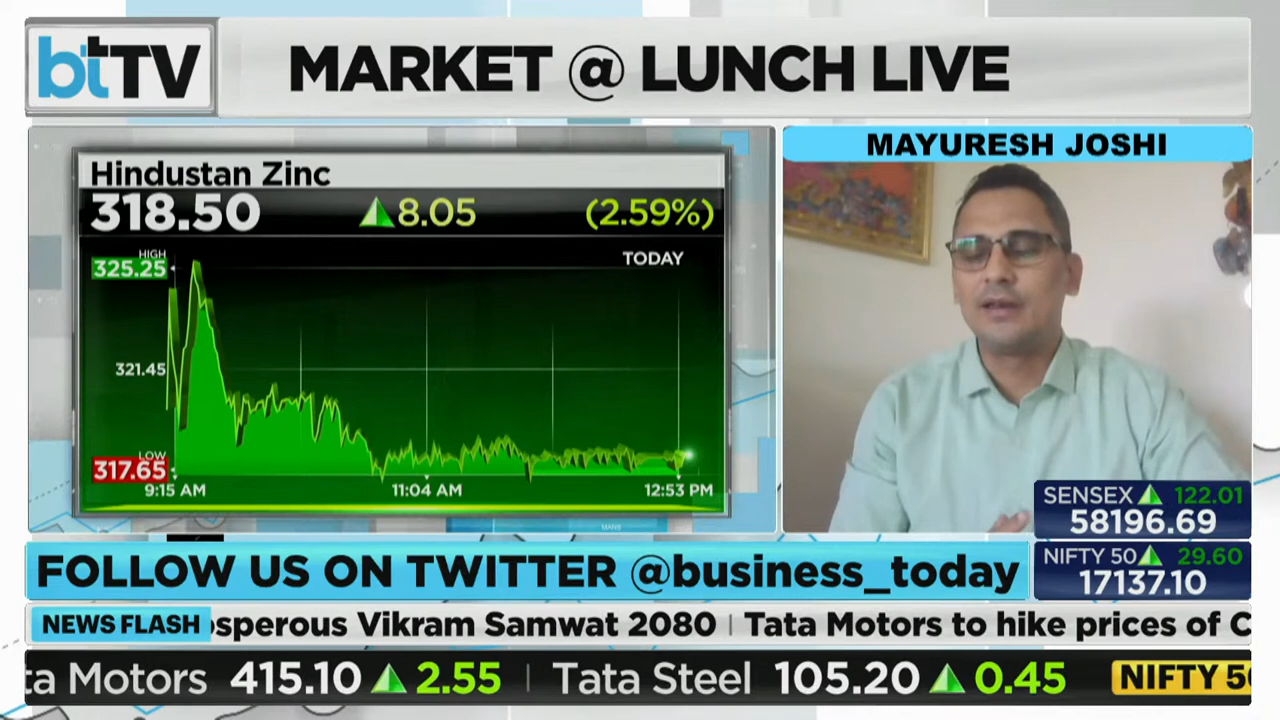 btTV
MARKET @ LUNCH LIVE
Hindustan Zinc
318.50 8.05 (2.59%)
TODAY
HIGH
325.25
321.45
LOW
317.65
9:15 AM 11:04 AM 12:53 PM
MAYURESH JOSHI
SENSEX 122.01
58196.69
NIFTY 50 29.60
17137.10
FOLLOW US ON TWITTER @business_today
NEWS FLASH osperous Vikram Samwat 2080 | Tata Motors to hike prices of C
ta Motors 415.10 2.55 | Tata Steel 105.20 0.45 NIFTY 50